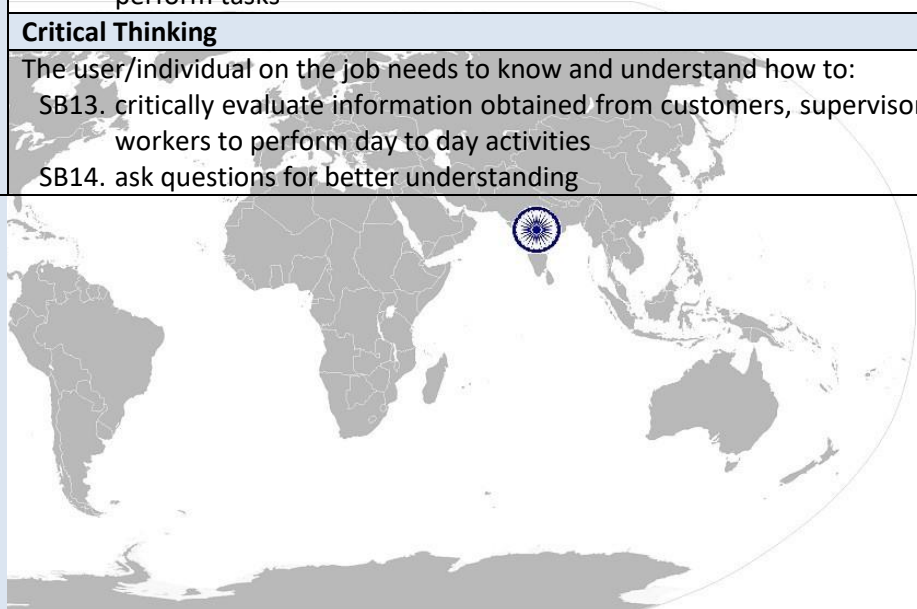 perform tasks
Critical Thinking
The user/individual on the job needs to know and understand how to:
SB13. critically evaluate information obtained from customers, supervisor
workers to perform day to day activities
SB14. ask questions for better understanding